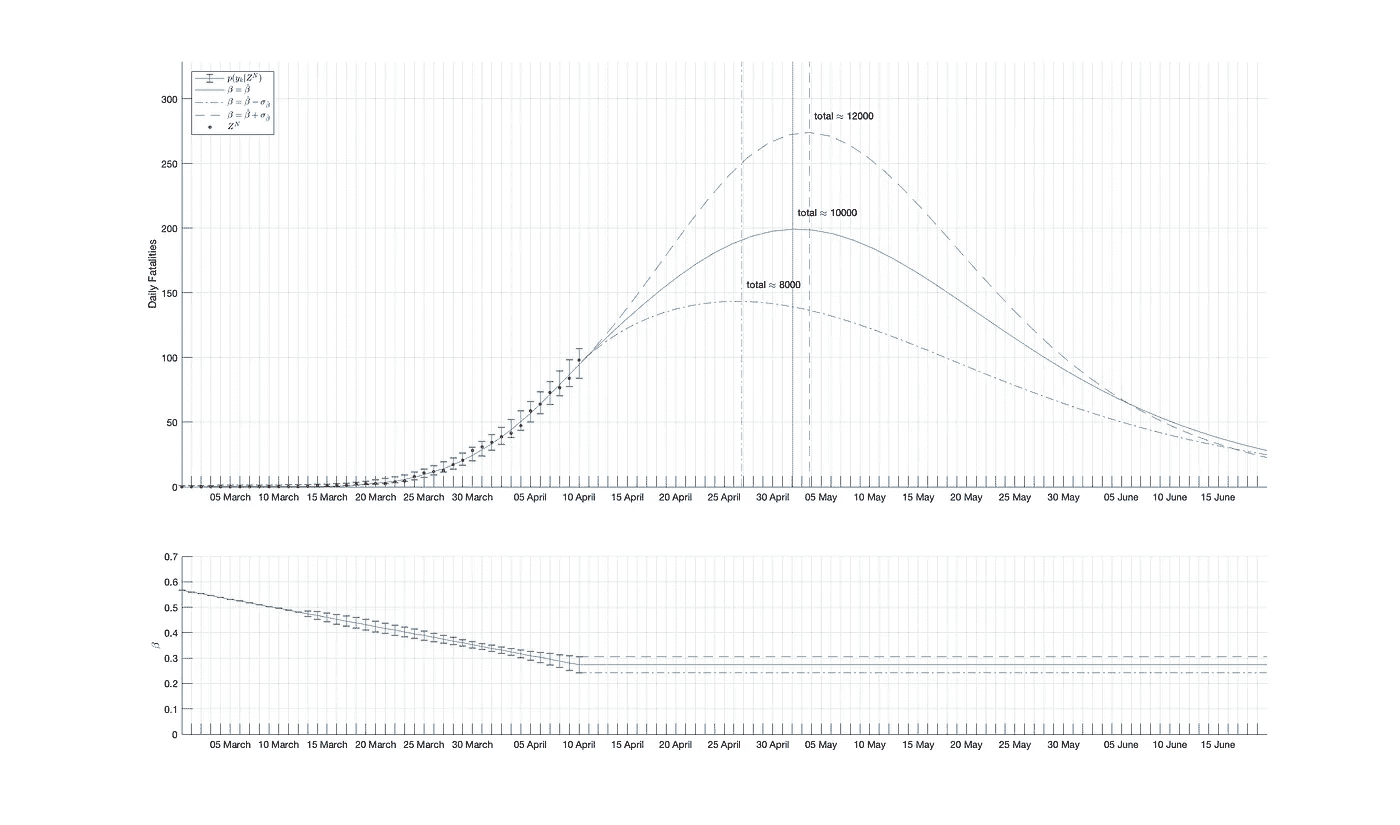 p(y_k|Z^N)
β = β̂
β = β̂ − σ_β̂
β = β̂ + σ_β̂
Z^N
Daily Fatalities
300
250
200
150
100
50
0
total ≈ 12000
total ≈ 10000
total ≈ 8000
05 March 10 March 15 March 20 March 25 March 30 March 05 April 10 April 15 April 20 April 25 April 30 April 05 May 10 May 15 May 20 May 25 May 30 May 05 June 10 June 15 June
β
0.7
0.6
0.5
0.4
0.3
0.2
0.1
0
05 March 10 March 15 March 20 March 25 March 30 March 05 April 10 April 15 April 20 April 25 April 30 April 05 May 10 May 15 May 20 May 25 May 30 May 05 June 10 June 15 June